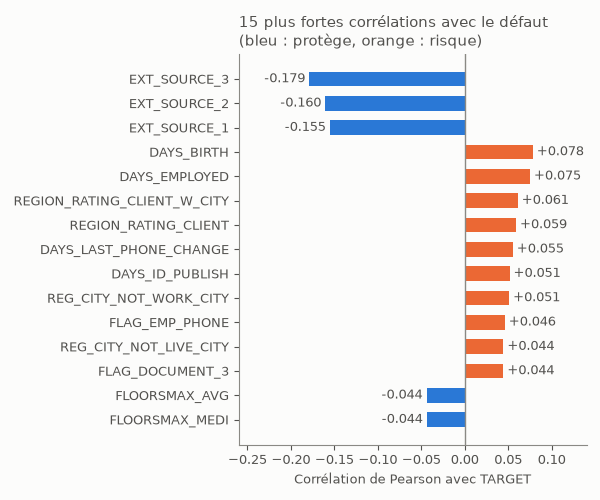 15 plus fortes corrélations avec le défaut
(bleu : protège, orange : risque)
EXT_SOURCE_3 -0.179
EXT_SOURCE_2 -0.160
EXT_SOURCE_1 -0.155
DAYS_BIRTH +0.078
DAYS_EMPLOYED +0.075
REGION_RATING_CLIENT_W_CITY +0.061
REGION_RATING_CLIENT +0.059
DAYS_LAST_PHONE_CHANGE +0.055
DAYS_ID_PUBLISH +0.051
REG_CITY_NOT_WORK_CITY +0.051
FLAG_EMP_PHONE +0.046
REG_CITY_NOT_LIVE_CITY +0.044
FLAG_DOCUMENT_3 +0.044
FLOORSMAX_AVG -0.044
FLOORSMAX_MEDI -0.044
−0.25 −0.20 −0.15 −0.10 −0.05 0.00 0.05 0.10
Corrélation de Pearson avec TARGET